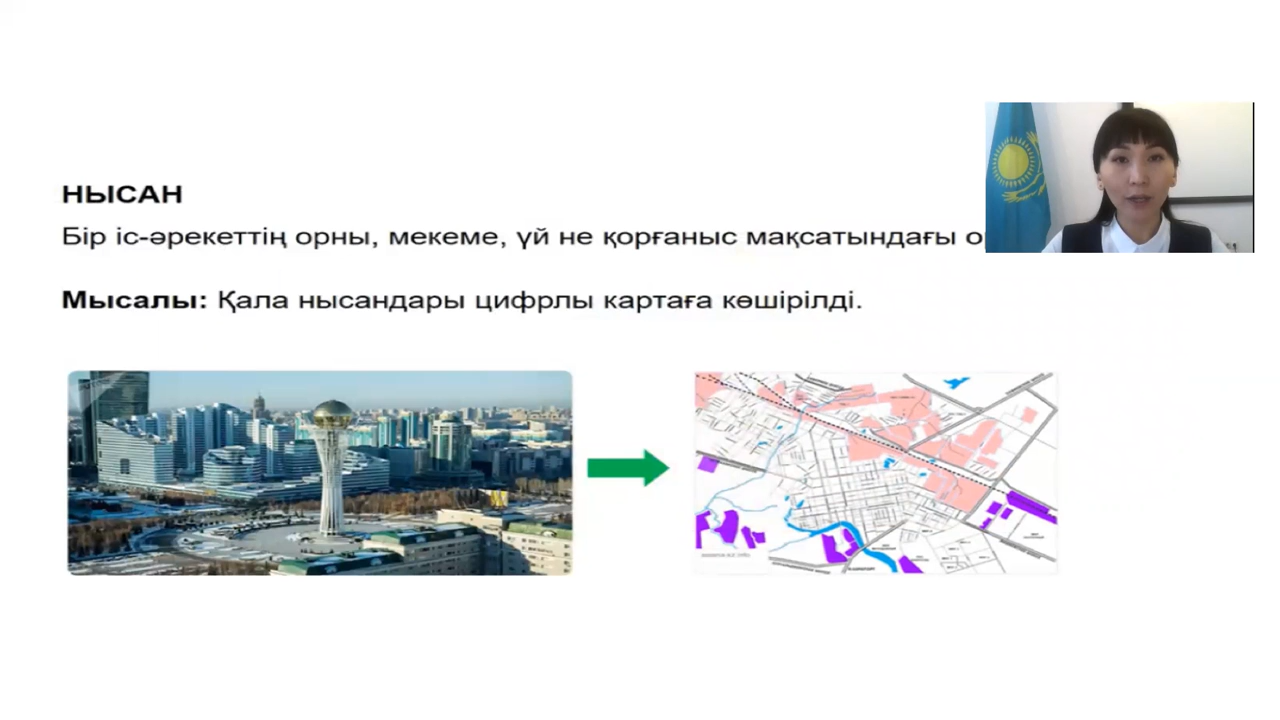 НЫСАН
Бір іс-әрекеттің орны, мекеме, үй не қорғаныс мақсатындағы
Мысалы: Қала нысандары цифрлы картаға көшірілді.